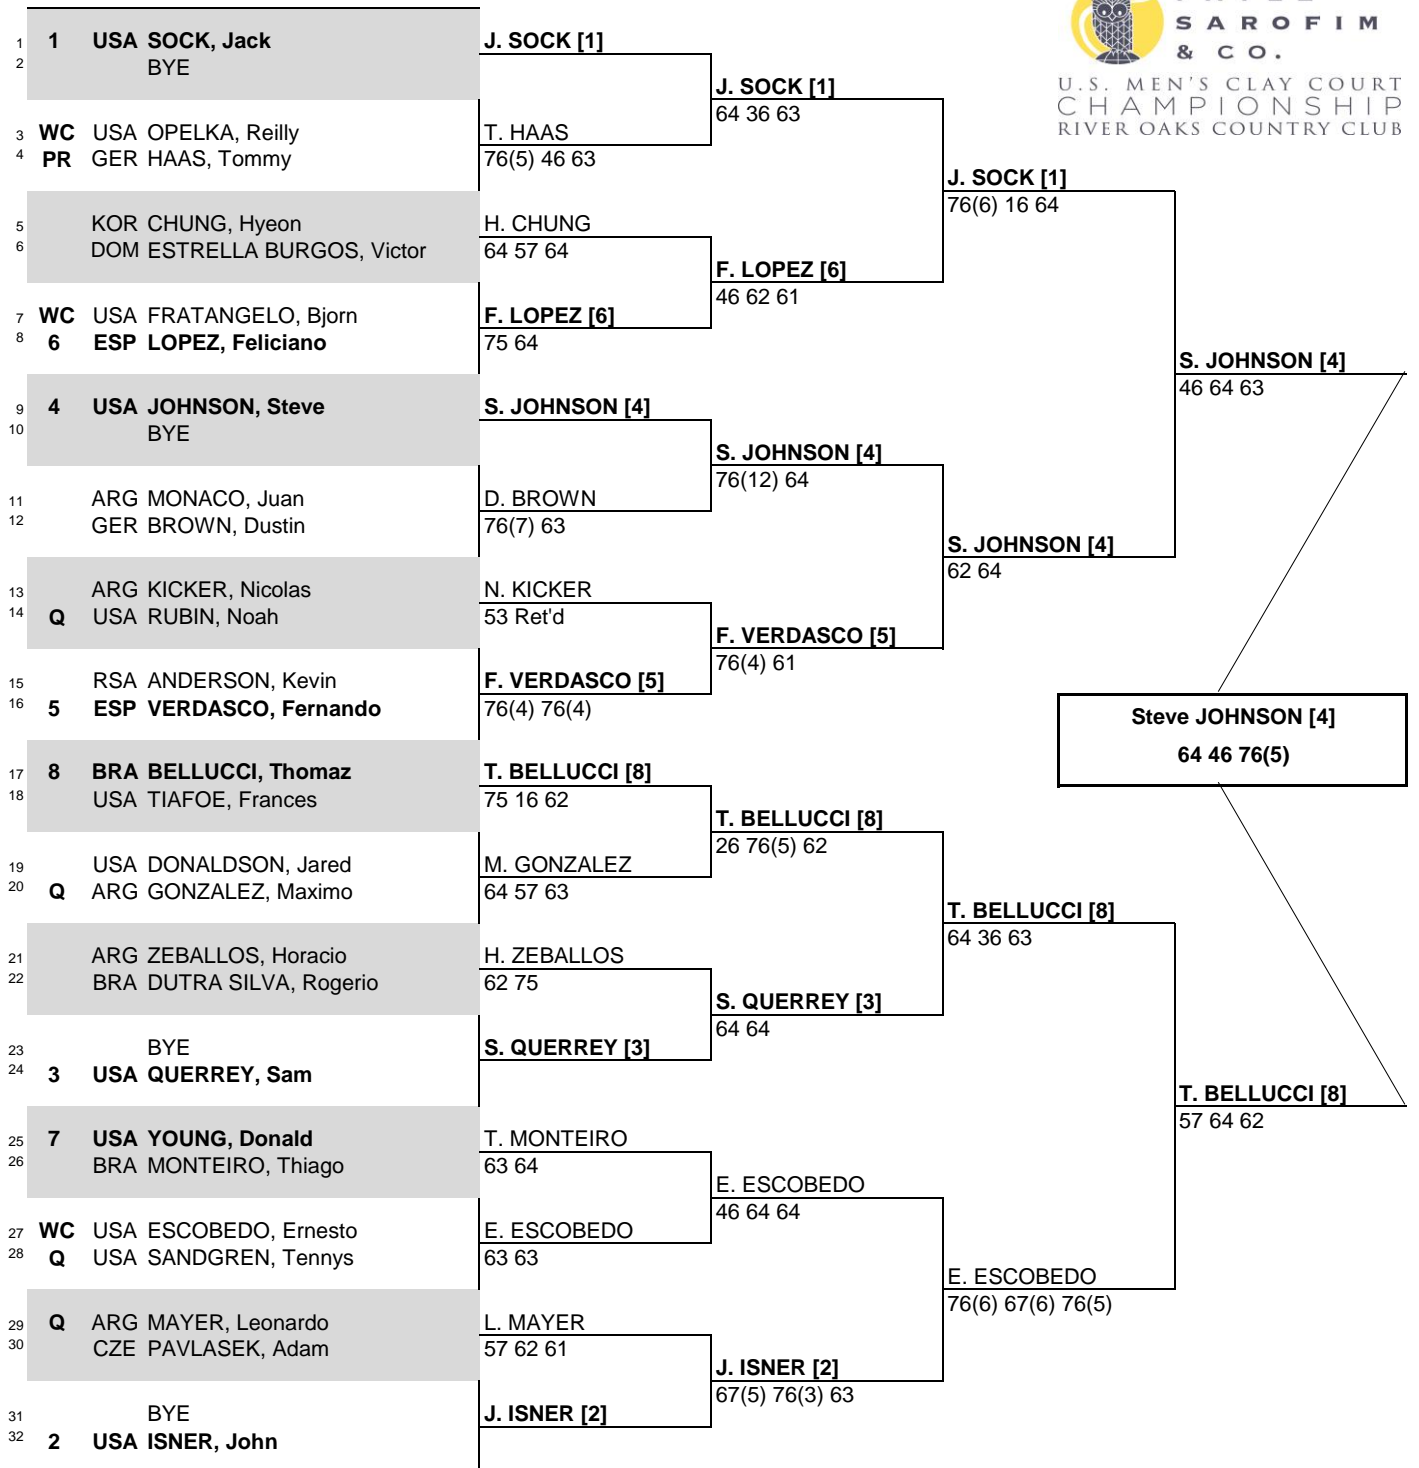 SAROFIM
& CO.
U.S. MEN'S CLAY COURT
CHAMPIONSHIP
RIVER OAKS COUNTRY CLUB
1 1 USA SOCK, Jack
2 BYE
3 WC USA OPELKA, Reilly
4 PR GER HAAS, Tommy
5 KOR CHUNG, Hyeon
6 DOM ESTRELLA BURGOS, Victor
7 WC USA FRATANGELO, Bjorn
8 6 ESP LOPEZ, Feliciano
9 4 USA JOHNSON, Steve
10 BYE
11 ARG MONACO, Juan
12 GER BROWN, Dustin
13 ARG KICKER, Nicolas
14 Q USA RUBIN, Noah
15 RSA ANDERSON, Kevin
16 5 ESP VERDASCO, Fernando
17 8 BRA BELLUCCI, Thomaz
18 USA TIAFOE, Frances
19 USA DONALDSON, Jared
20 Q ARG GONZALEZ, Maximo
21 ARG ZEBALLOS, Horacio
22 BRA DUTRA SILVA, Rogerio
23 BYE
24 3 USA QUERREY, Sam
25 7 USA YOUNG, Donald
26 BRA MONTEIRO, Thiago
27 WC USA ESCOBEDO, Ernesto
28 Q USA SANDGREN, Tennys
29 Q ARG MAYER, Leonardo
30 CZE PAVLASEK, Adam
31 BYE
32 2 USA ISNER, John
J. SOCK [1]
T. HAAS
76(5) 46 63
H. CHUNG
64 57 64
F. LOPEZ [6]
75 64
S. JOHNSON [4]
D. BROWN
76(7) 63
N. KICKER
53 Ret'd
F. VERDASCO [5]
76(4) 76(4)
T. BELLUCCI [8]
75 16 62
M. GONZALEZ
64 57 63
H. ZEBALLOS
62 75
S. QUERREY [3]
T. MONTEIRO
63 64
E. ESCOBEDO
63 63
L. MAYER
57 62 61
J. ISNER [2]
J. SOCK [1]
64 36 63
F. LOPEZ [6]
46 62 61
S. JOHNSON [4]
76(12) 64
F. VERDASCO [5]
76(4) 61
T. BELLUCCI [8]
26 76(5) 62
S. QUERREY [3]
64 64
E. ESCOBEDO
46 64 64
J. ISNER [2]
67(5) 76(3) 63
J. SOCK [1]
76(6) 16 64
S. JOHNSON [4]
62 64
T. BELLUCCI [8]
64 36 63
E. ESCOBEDO
76(6) 67(6) 76(5)
S. JOHNSON [4]
46 64 63
T. BELLUCCI [8]
57 64 62
Steve JOHNSON [4]
64 46 76(5)